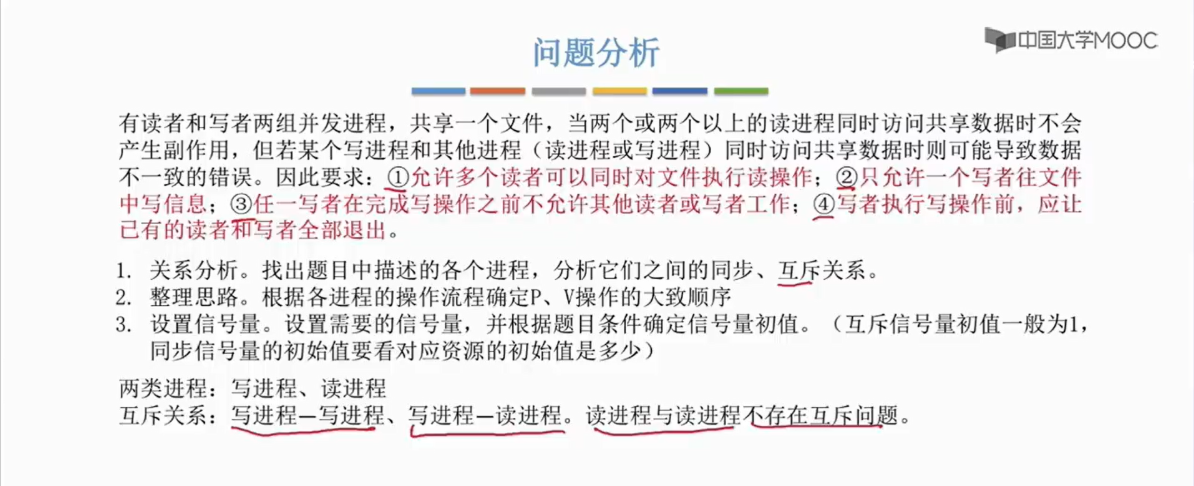 中国大学MOOC
问题分析
有读者和写者两组并发进程，共享一个文件，当两个或两个以上的读进程同时访问共享数据时不会
产生副作用，但若某个写进程和其他进程（读进程或写进程）同时访问共享数据时则可能导致数据
不一致的错误。因此要求：①允许多个读者可以同时对文件执行读操作；②只允许一个写者往文件
中写信息；③任一写者在完成写操作之前不允许其他读者或写者工作；④写者执行写操作前，应让
已有的读者和写者全部退出。
1. 关系分析。找出题目中描述的各个进程，分析它们之间的同步、互斥关系。
2. 整理思路。根据各进程的操作流程确定P、V操作的大致顺序
3. 设置信号量。设置需要的信号量，并根据题目条件确定信号量初值。（互斥信号量初值一般为1，
同步信号量的初始值要看对应资源的初始值是多少）
两类进程：写进程、读进程
互斥关系：写进程—写进程、写进程—读进程。读进程与读进程不存在互斥问题。